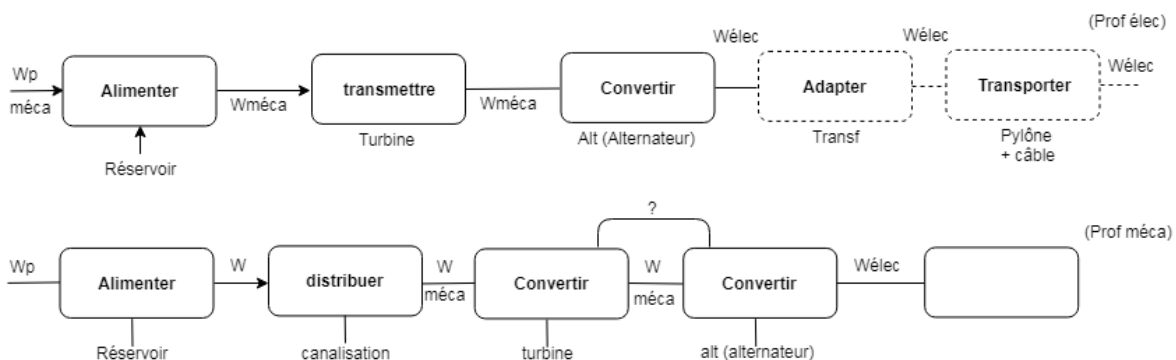 (Prof élec)
Wp
méca
Alimenter
Réservoir
Wméca
transmettre
Turbine
Wméca
Convertir
Alt (Alternateur)
Wélec
Adapter
Transf
Wélec
Transporter
Pylône
+ câble
Wélec
(Prof méca)
Wp
Alimenter
Réservoir
W
distribuer
canalisation
W
méca
Convertir
turbine
?
W
méca
Convertir
alt (alternateur)
Wélec